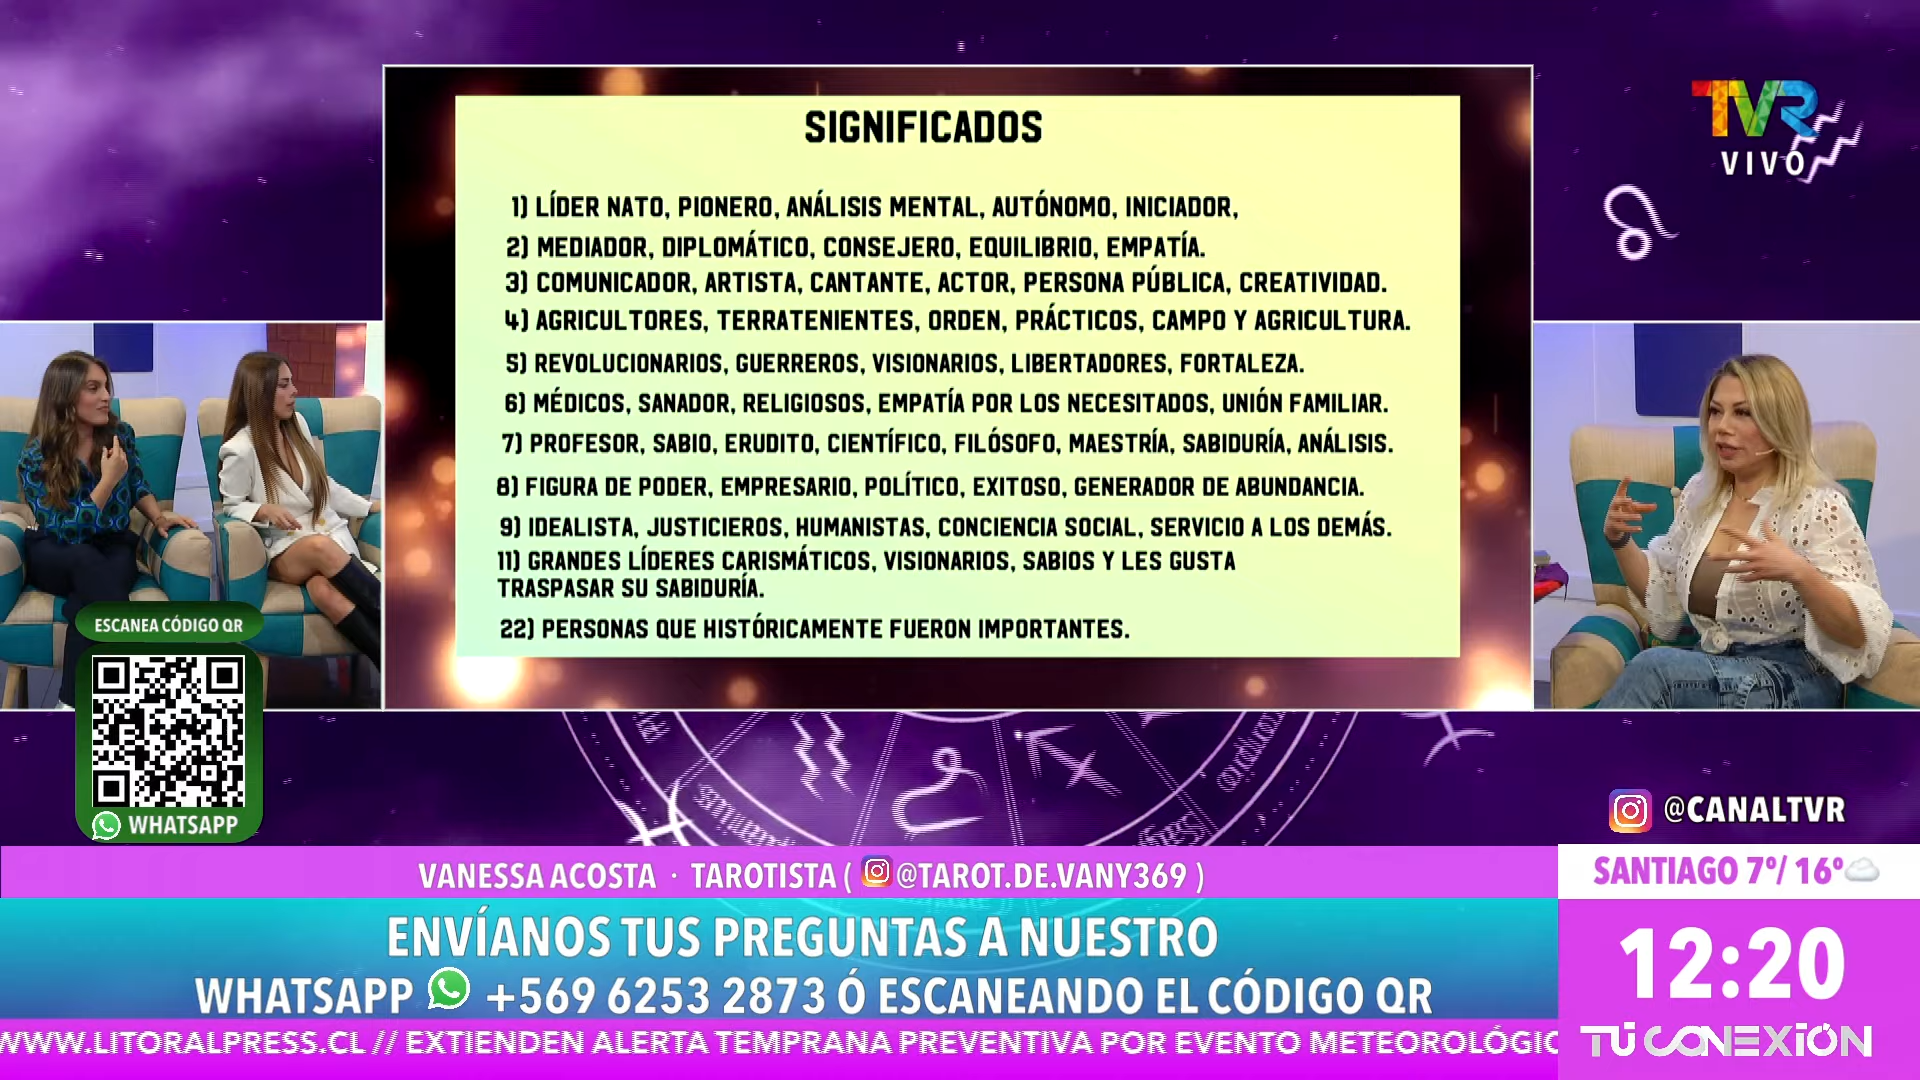 SIGNIFICADOS
1) LÍDER NATO, PIONERO, ANÁLISIS MENTAL, AUTÓNOMO, INICIADOR,
2) MEDIADOR, DIPLOMÁTICO, CONSEJERO, EQUILIBRIO, EMPATÍA.
3) COMUNICADOR, ARTISTA, CANTANTE, ACTOR, PERSONA PÚBLICA, CREATIVIDAD.
4) AGRICULTORES, TERRATENIENTES, ORDEN, PRÁCTICOS, CAMPO Y AGRICULTURA.
5) REVOLUCIONARIOS, GUERREROS, VISIONARIOS, LIBERTADORES, FORTALEZA.
6) MÉDICOS, SANADOR, RELIGIOSOS, EMPATÍA POR LOS NECESITADOS, UNIÓN FAMILIAR.
7) PROFESOR, SABIO, ERUDITO, CIENTÍFICO, FILÓSOFO, MAESTRÍA, SABIDURÍA, ANÁLISIS.
8) FIGURA DE PODER, EMPRESARIO, POLÍTICO, EXITOSO, GENERADOR DE ABUNDANCIA.
9) IDEALISTA, JUSTICIEROS, HUMANISTAS, CONCIENCIA SOCIAL, SERVICIO A LOS DEMÁS.
11) GRANDES LÍDERES CARISMÁTICOS, VISIONARIOS, SABIOS Y LES GUSTA
TRASPASAR SU SABIDURÍA.
22) PERSONAS QUE HISTÓRICAMENTE FUERON IMPORTANTES.
TVR
VIVO
ESCANEA CÓDIGO QR
WHATSAPP
@CANALTVR
VANESSA ACOSTA · TAROTISTA ( @TAROT.DE.VANY369 )
SANTIAGO 7º/ 16º
ENVÍANOS TUS PREGUNTAS A NUESTRO
WHATSAPP +569 6253 2873 Ó ESCANEANDO EL CÓDIGO QR
12:20
TU CONEXIÓN
WWW.LITORALPRESS.CL // EXTIENDEN ALERTA TEMPRANA PREVENTIVA POR EVENTO METEOROLÓGIC